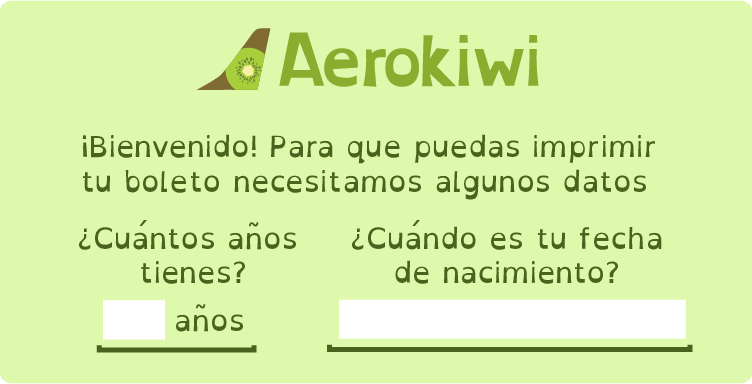 Aerokiwi
¡Bienvenido! Para que puedas imprimir
tu boleto necesitamos algunos datos
¿Cuántos años
tienes?
años
¿Cuándo es tu fecha
de nacimiento?